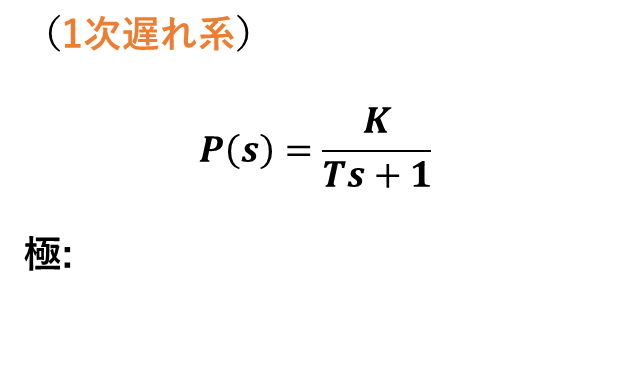 （1次遅れ系）
P(s) = K / (Ts + 1)
極: